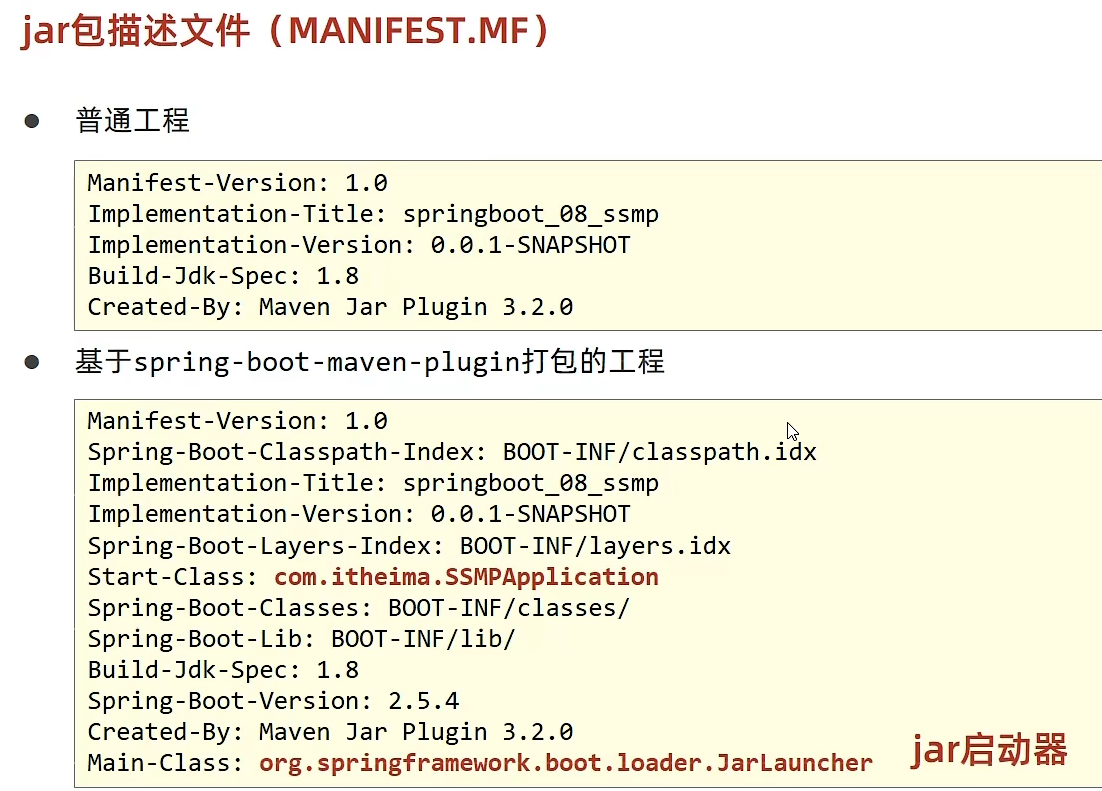 jar包描述文件（MANIFEST.MF）
普通工程
Manifest-Version: 1.0
Implementation-Title: springboot_08_ssmp
Implementation-Version: 0.0.1-SNAPSHOT
Build-Jdk-Spec: 1.8
Created-By: Maven Jar Plugin 3.2.0
基于spring-boot-maven-plugin打包的工程
Manifest-Version: 1.0
Spring-Boot-Classpath-Index: BOOT-INF/classpath.idx
Implementation-Title: springboot_08_ssmp
Implementation-Version: 0.0.1-SNAPSHOT
Spring-Boot-Layers-Index: BOOT-INF/layers.idx
Start-Class: com.itheima.SSMPApplication
Spring-Boot-Classes: BOOT-INF/classes/
Spring-Boot-Lib: BOOT-INF/lib/
Build-Jdk-Spec: 1.8
Spring-Boot-Version: 2.5.4
Created-By: Maven Jar Plugin 3.2.0
Main-Class: org.springframework.boot.loader.JarLauncher
jar启动器